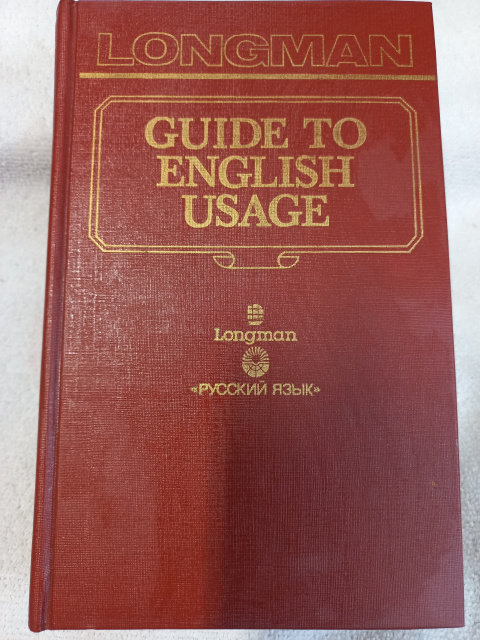 LONGMAN
GUIDE TO
ENGLISH
USAGE
Longman
«РУССКИЙ ЯЗЫК»